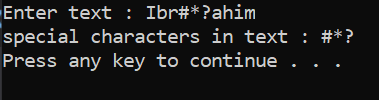 Enter text : Ibr#*?ahim
special characters in text : #*?
Press any key to continue . . .